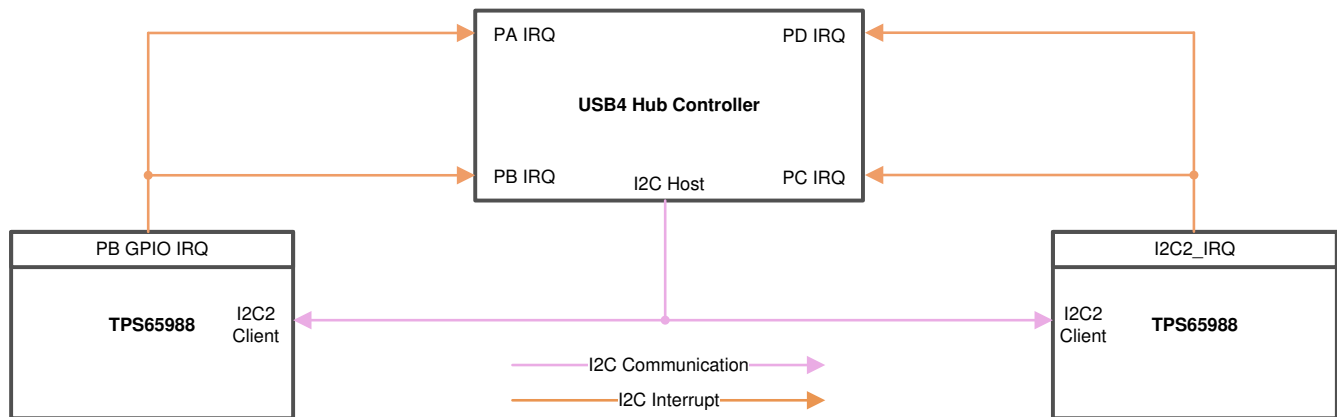 PA IRQ
PD IRQ
USB4 Hub Controller
PB IRQ
I2C Host
PC IRQ
PB GPIO IRQ
I2C2_IRQ
TPS65988
I2C2
Client
I2C2
Client
TPS65988
I2C Communication
I2C Interrupt